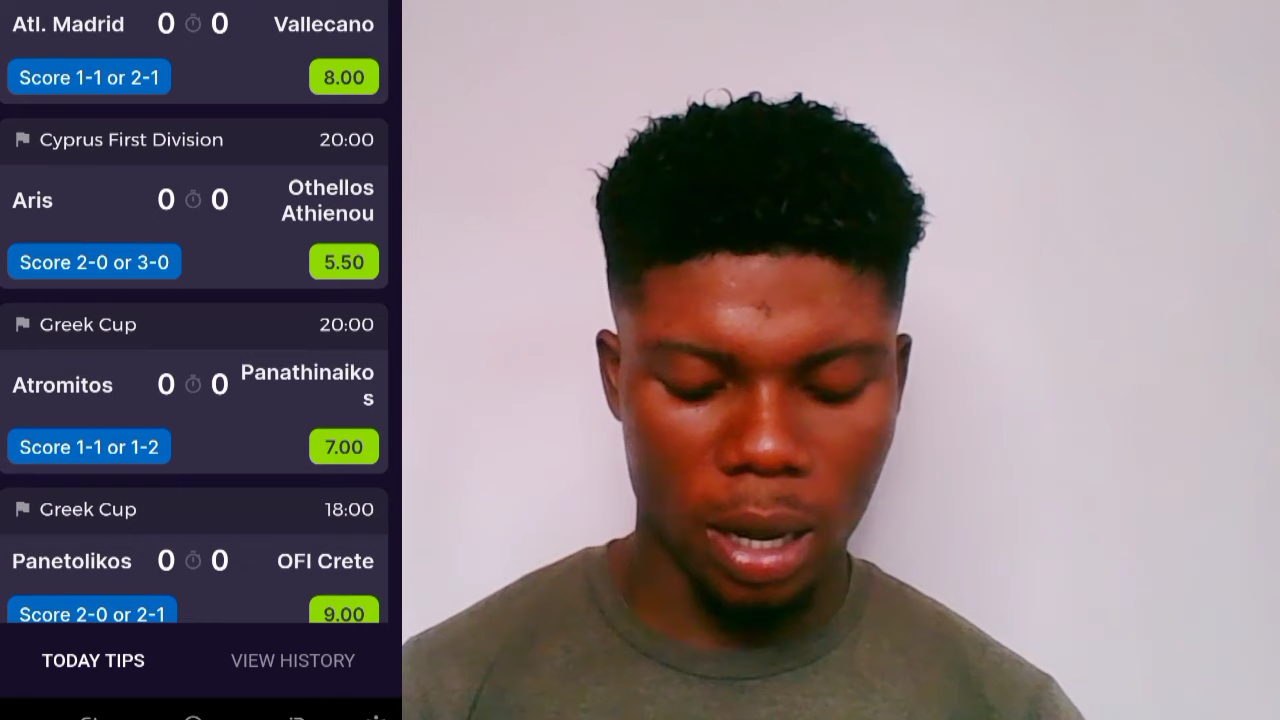 Atl. Madrid 0 0 Vallecano
Score 1-1 or 2-1 8.00
Cyprus First Division 20:00
Aris 0 0 Othellos
Athienou
Score 2-0 or 3-0 5.50
Greek Cup 20:00
Atromitos 0 0 Panathinaiko
s
Score 1-1 or 1-2 7.00
Greek Cup 18:00
Panetolikos 0 0 OFI Crete
Score 2-0 or 2-1 9.00
TODAY TIPS VIEW HISTORY